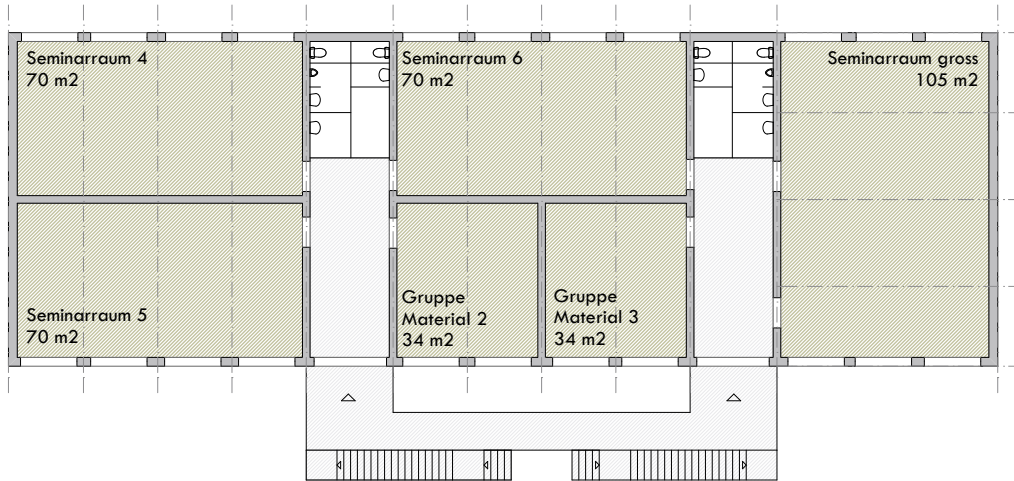 Seminarraum 4
70 m2
Seminarraum 6
70 m2
Seminarraum gross
105 m2
Seminarraum 5
70 m2
Gruppe
Material 2
34 m2
Gruppe
Material 3
34 m2